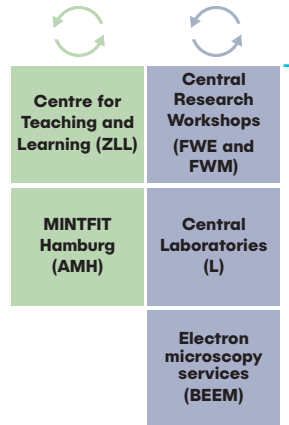 Centre for
Teaching and
Learning (ZLL)
MINTFIT
Hamburg
(AMH)
Central
Research
Workshops
(FWE and
FWM)
Central
Laboratories
(L)
Electron
microscopy
services
(BEEM)